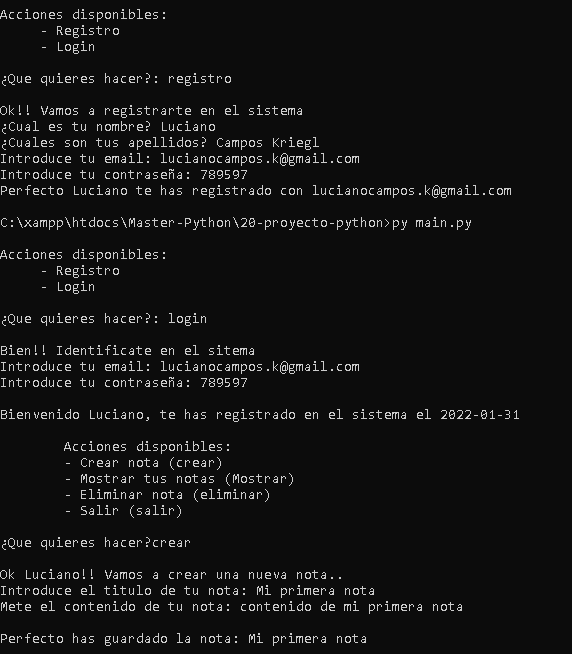 Acciones disponibles:
- Registro
- Login
¿Que quieres hacer?: registro
Ok!! Vamos a registrarte en el sistema
¿Cual es tu nombre? Luciano
¿Cuales son tus apellidos? Campos Kriegl
Introduce tu email: lucianocampos.k@gmail.com
Introduce tu contraseña: 789597
Perfecto Luciano te has registrado con lucianocampos.k@gmail.com
C:\xampp\htdocs\Master-Python\20-proyecto-python>py main.py
Acciones disponibles:
- Registro
- Login
¿Que quieres hacer?: login
Bien!! Identificate en el sitema
Introduce tu email: lucianocampos.k@gmail.com
Introduce tu contraseña: 789597
Bienvenido Luciano, te has registrado en el sistema el 2022-01-31
Acciones disponibles:
- Crear nota (crear)
- Mostrar tus notas (Mostrar)
- Eliminar nota (eliminar)
- Salir (salir)
¿Que quieres hacer?crear
Ok Luciano!! Vamos a crear una nueva nota..
Introduce el titulo de tu nota: Mi primera nota
Mete el contenido de tu nota: contenido de mi primera nota
Perfecto has guardado la nota: Mi primera nota